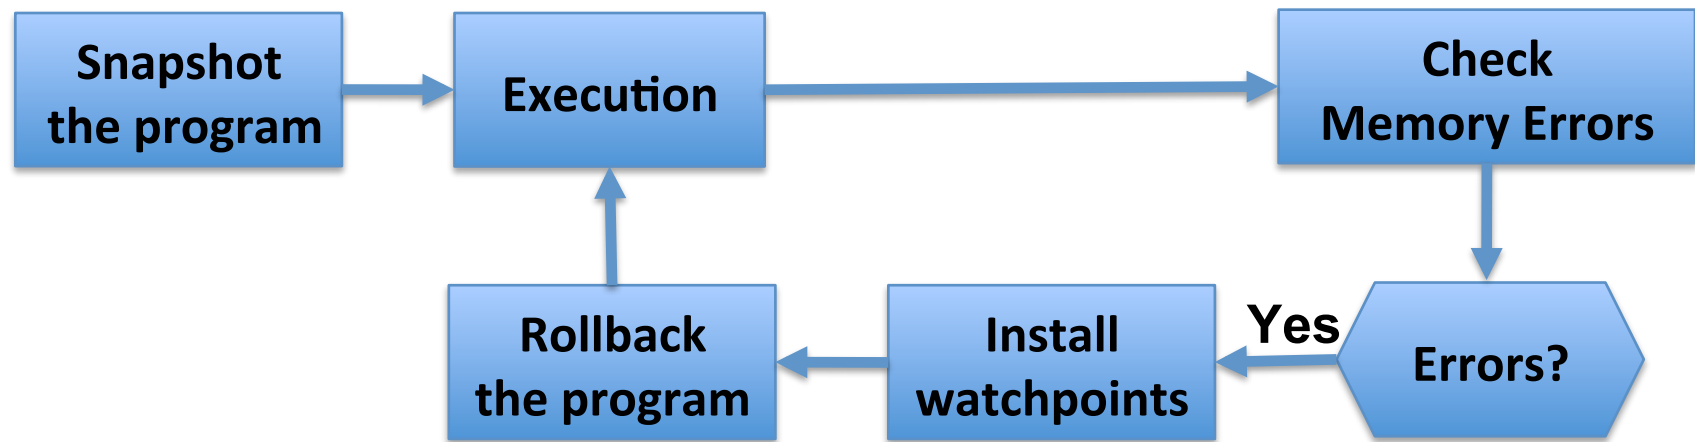 Snapshot
the program
Execution
Check
Memory Errors
Errors?
Yes
Install
watchpoints
Rollback
the program